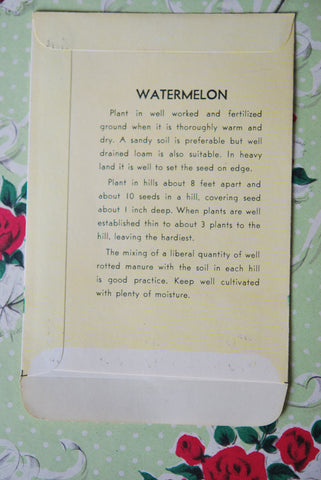 WATERMELON
Plant in well worked and fertilized
ground when it is thoroughly warm and
dry. A sandy soil is preferable but well
drained loam is also suitable. In heavy
land it is well to set the seed on edge.
Plant in hills about 8 feet apart and
about 10 seeds in a hill, covering seed
about 1 inch deep. When plants are well
established thin to about 3 plants to the
hill, leaving the hardiest.
The mixing of a liberal quantity of well
rotted manure with the soil in each hill
is good practice. Keep well cultivated
with plenty of moisture.